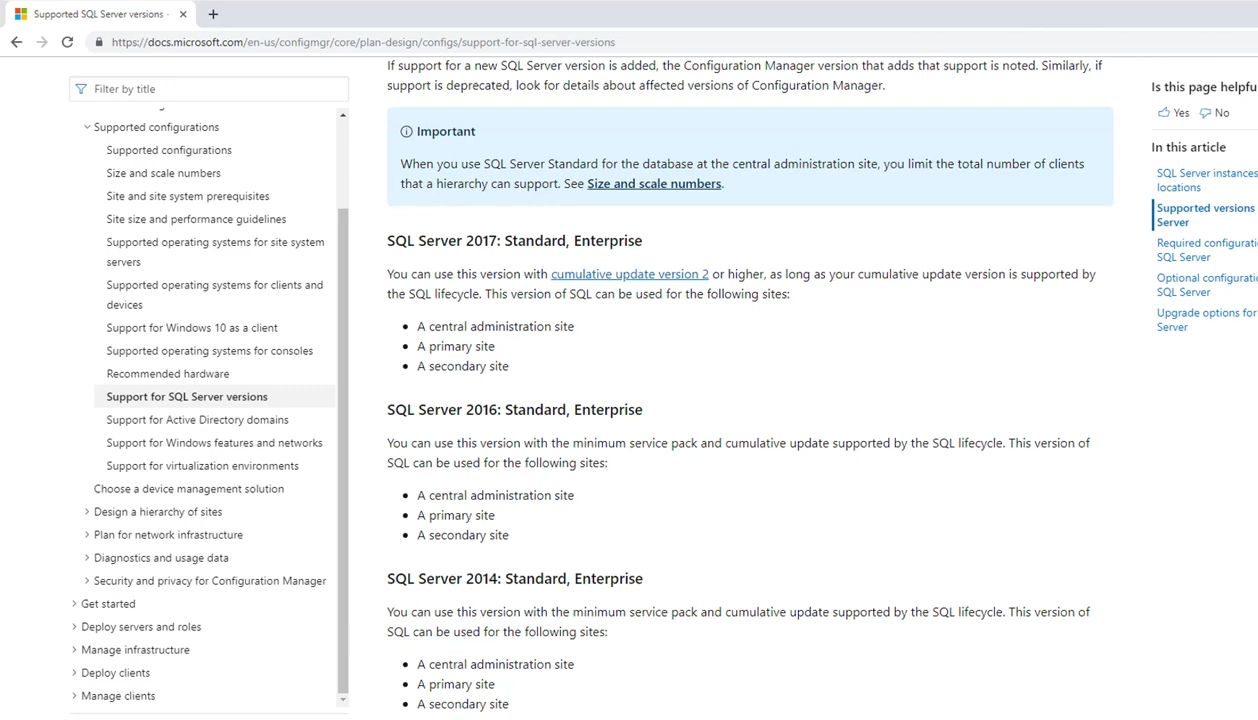 Supported SQL Server versions -
https://docs.microsoft.com/en-us/configmgr/core/plan-design/configs/support-for-sql-server-versions
Filter by title
Supported configurations
Supported configurations
Size and scale numbers
Site and site system prerequisites
Site size and performance guidelines
Supported operating systems for site system
servers
Supported operating systems for clients and
devices
Support for Windows 10 as a client
Supported operating systems for consoles
Recommended hardware
Support for SQL Server versions
Support for Active Directory domains
Support for Windows features and networks
Support for virtualization environments
Choose a device management solution
Design a hierarchy of sites
Plan for network infrastructure
Diagnostics and usage data
Security and privacy for Configuration Manager
Get started
Deploy servers and roles
Manage infrastructure
Deploy clients
Manage clients
If support for a new SQL Server version is added, the Configuration Manager version that adds that support is noted. Similarly, if
support is deprecated, look for details about affected versions of Configuration Manager.
Important
When you use SQL Server Standard for the database at the central administration site, you limit the total number of clients
that a hierarchy can support. See Size and scale numbers.
SQL Server 2017: Standard, Enterprise
You can use this version with cumulative update version 2 or higher, as long as your cumulative update version is supported by
the SQL lifecycle. This version of SQL can be used for the following sites:
• A central administration site
• A primary site
• A secondary site
SQL Server 2016: Standard, Enterprise
You can use this version with the minimum service pack and cumulative update supported by the SQL lifecycle. This version of
SQL can be used for the following sites:
• A central administration site
• A primary site
• A secondary site
SQL Server 2014: Standard, Enterprise
You can use this version with the minimum service pack and cumulative update supported by the SQL lifecycle. This version of
SQL can be used for the following sites:
• A central administration site
• A primary site
• A secondary site
Is this page helpfu
Yes No
In this article
SQL Server instances
locations
Supported versions
Server
Required configurati
SQL Server
Optional configuratio
SQL Server
Upgrade options for
Server